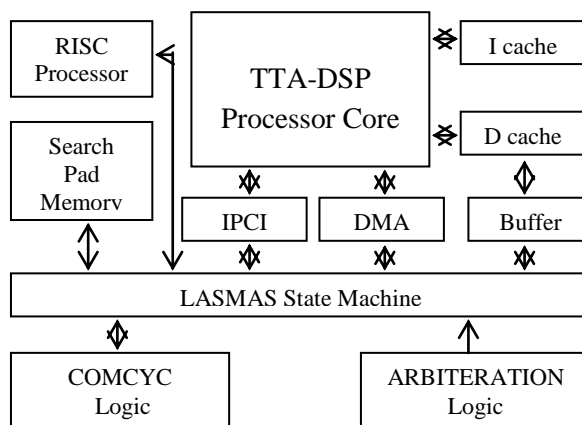 RISC
Processor
TTA-DSP
Processor Core
I cache
D cache
Search
Pad
Memory
IPCI
DMA
Buffer
LASMAS State Machine
COMCYC
Logic
ARBITERATION
Logic